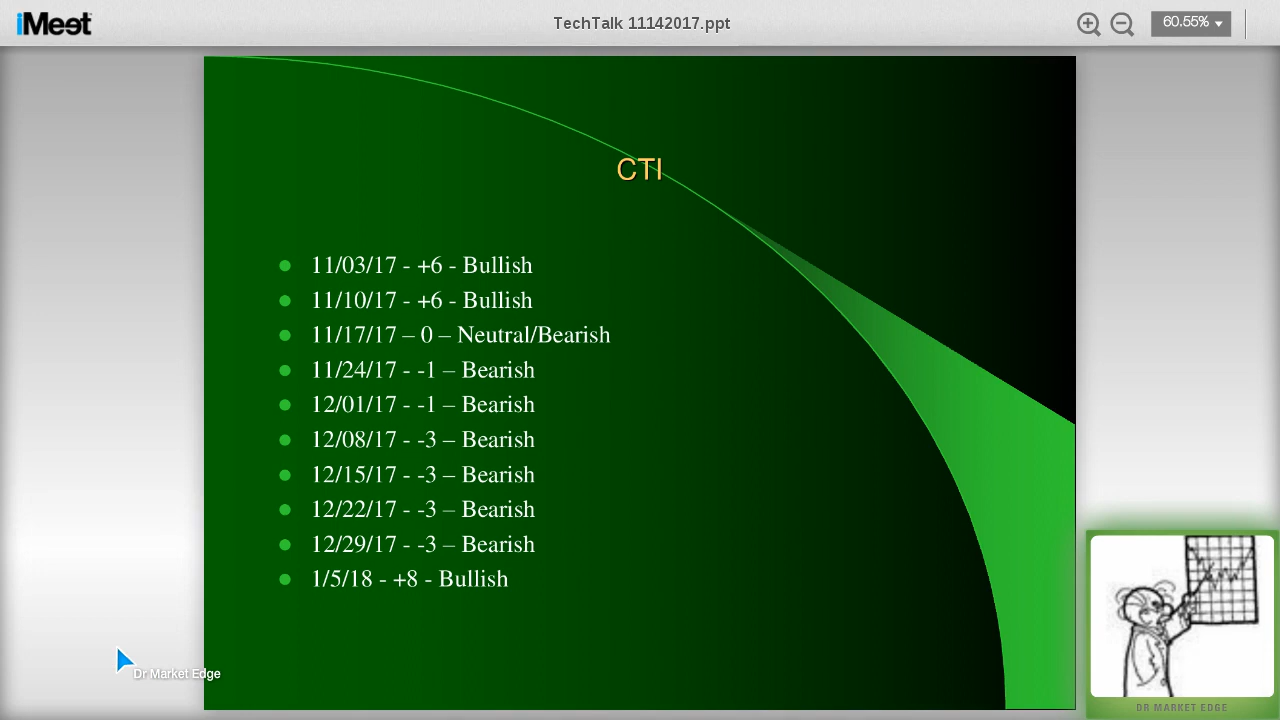 iMeet
TechTalk 11142017.ppt
60.55%
CTI
11/03/17 - +6 - Bullish
11/10/17 - +6 - Bullish
11/17/17 – 0 – Neutral/Bearish
11/24/17 - -1 – Bearish
12/01/17 - -1 – Bearish
12/08/17 - -3 – Bearish
12/15/17 - -3 – Bearish
12/22/17 - -3 – Bearish
12/29/17 - -3 – Bearish
1/5/18 - +8 - Bullish
Dr Market Edge
DR MARKET EDGE